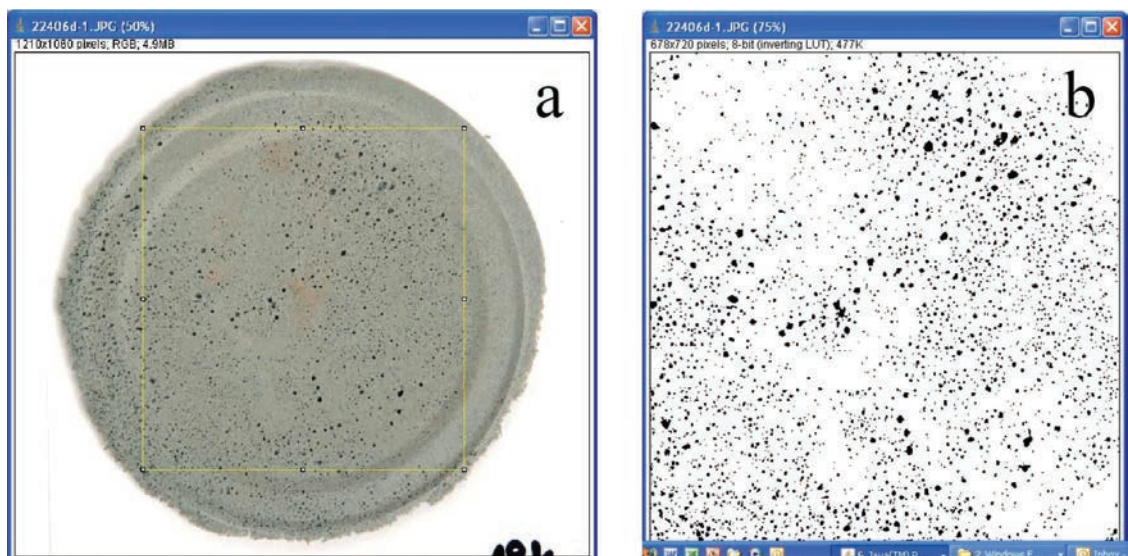 22406d-1.JPG (50%)
1210x1060 pixels; RGB; 4.9MB
a
22406d-1.JPG (75%)
678x720 pixels; 8-bit (inverting LUT); 477K
b
Inbox